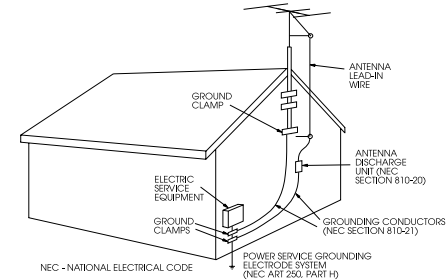 ANTENNA
LEAD-IN
WIRE
GROUND
CLAMP
ANTENNA
DISCHARGE
UNIT (NEC
SECTION 810-20)
ELECTRIC
SERVICE
EQUIPMENT
GROUNDING CONDUCTORS
(NEC SECTION 810-21)
GROUND
CLAMPS
POWER SERVICE GROUNDING
ELECTRODE SYSTEM
(NEC ART 250, PART H)
NEC - NATIONAL ELECTRICAL CODE